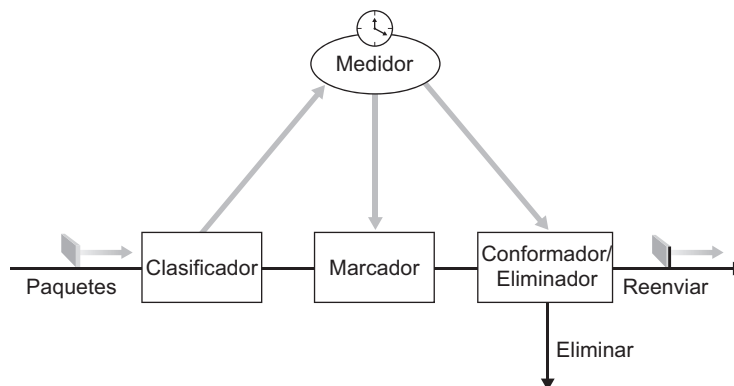 Medidor
Paquetes
Clasificador
Marcador
Conformador/
Eliminador
Reenviar
Eliminar